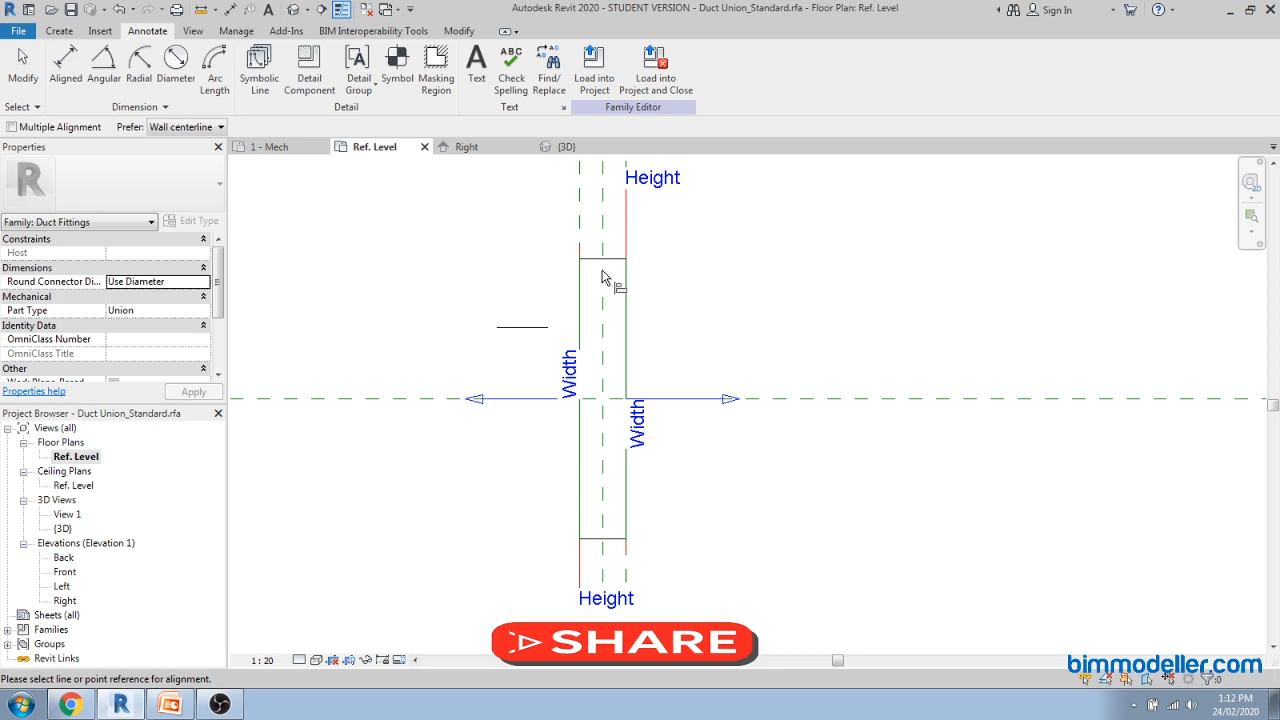 Autodesk Revit 2020 - STUDENT VERSION - Duct Union_Standard.rfa - Floor Plan: Ref. Level
Sign In
File Create Insert Annotate View Manage Add-Ins BIM Interoperability Tools Modify
Modify
Aligned
Angular
Radial
Diameter
Arc
Length
Symbolic
Line
Detail
Component
Detail
Group
Symbol
Masking
Region
Text
Check
Spelling
Find/
Replace
Load into
Project
Load into
Project and Close
Select
Dimension
Detail
Text
Family Editor
Multiple Alignment Prefer: Wall centerline
Properties
1 - Mech
Ref. Level
Right
{3D}
Family: Duct Fittings
Edit Type
Constraints
Host
Dimensions
Round Connector Di... Use Diameter
Mechanical
Part Type Union
Identity Data
OmniClass Number
OmniClass Title
Other
Properties help
Apply
Project Browser - Duct Union_Standard.rfa
Views (all)
Floor Plans
Ref. Level
Ceiling Plans
Ref. Level
3D Views
View 1
{3D}
Elevations (Elevation 1)
Back
Front
Left
Right
Sheets (all)
Families
Groups
Revit Links
Height
Width
Width
Height
SHARE
1 : 20
bimmodeller.com
Please select line or point reference for alignment.
:0
1:12 PM
24/02/2020